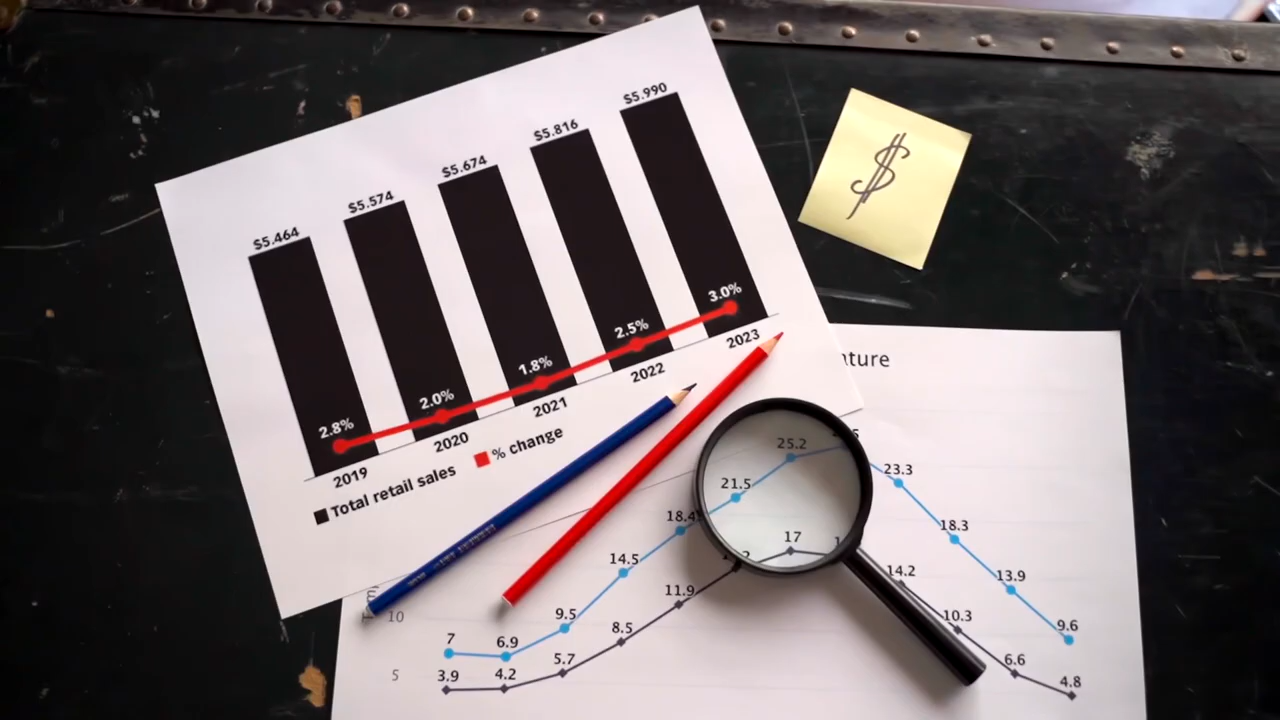 $5.464 $5.574 $5.674 $5.816 $5.990
2.8% 2.0% 1.8% 2.5% 3.0%
2019 2020 2021 2022 2023
Total retail sales % change
$
7 6.9 9.5 14.5 18.4 21.5 25.2 23.3 18.3 13.9 9.6
3.9 4.2 5.7 8.5 11.9 17 14.2 10.3 6.6 4.8
10
5